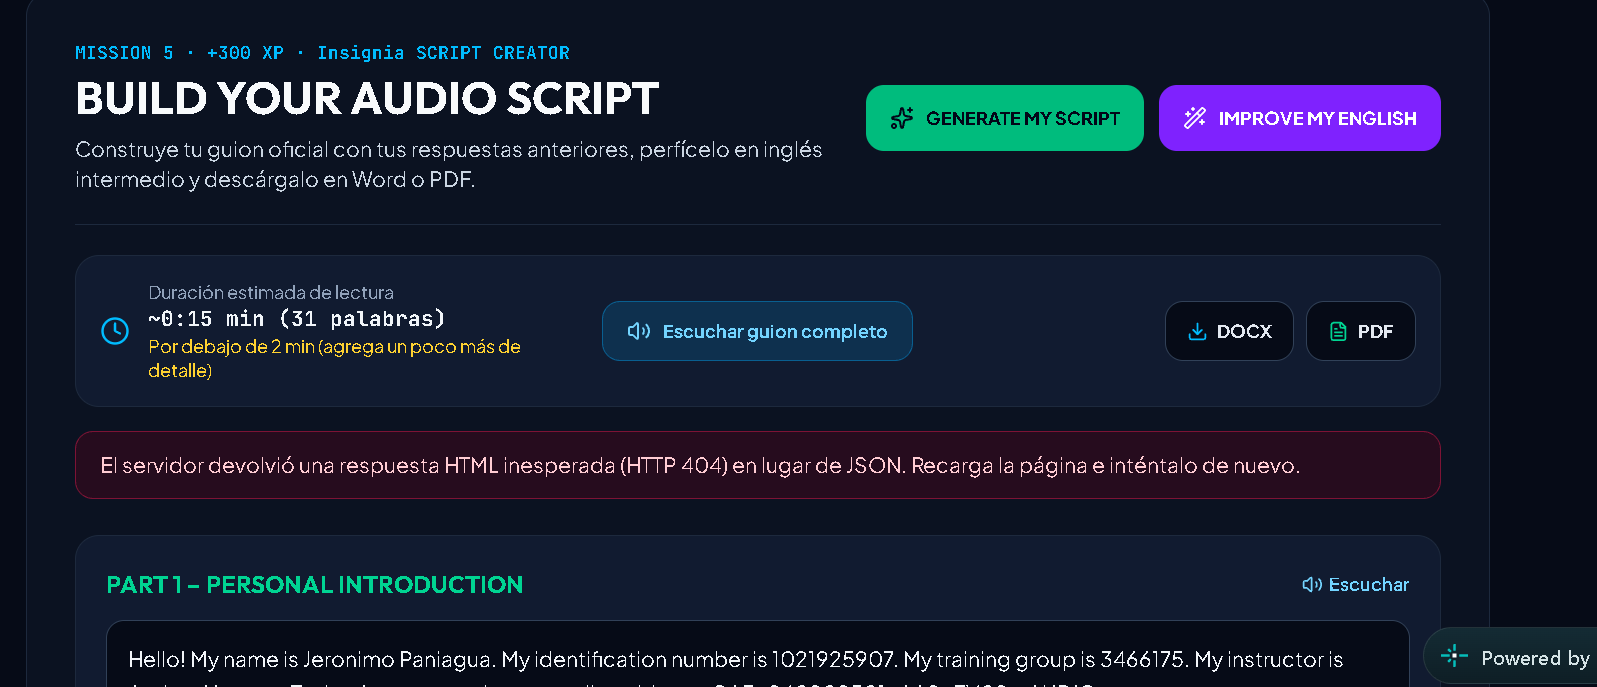 MISSION 5 · +300 XP · Insignia SCRIPT CREATOR
BUILD YOUR AUDIO SCRIPT
Construye tu guion oficial con tus respuestas anteriores, perfícelo en inglés
intermedio y descárgalo en Word o PDF.
GENERATE MY SCRIPT
IMPROVE MY ENGLISH
Duración estimada de lectura
~0:15 min (31 palabras)
Por debajo de 2 min (agrega un poco más de
detalle)
Escuchar guion completo
DOCX
PDF
El servidor devolvió una respuesta HTML inesperada (HTTP 404) en lugar de JSON. Recarga la página e inténtalo de nuevo.
PART 1 – PERSONAL INTRODUCTION
Escuchar
Hello! My name is Jeronimo Paniagua. My identification number is 1021925907. My training group is 3466175. My instructor is
Powered by